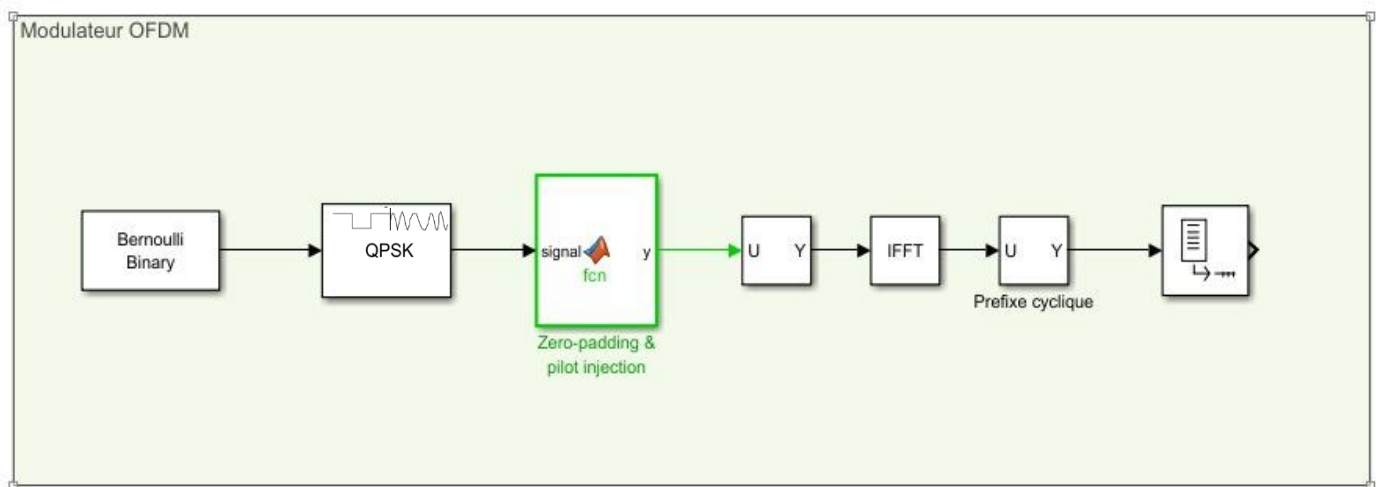 Modulateur OFDM
Bernoulli
Binary
QPSK
signal
y
fcn
Zero-padding &
pilot injection
U
Y
IFFT
U
Y
Prefixe cyclique